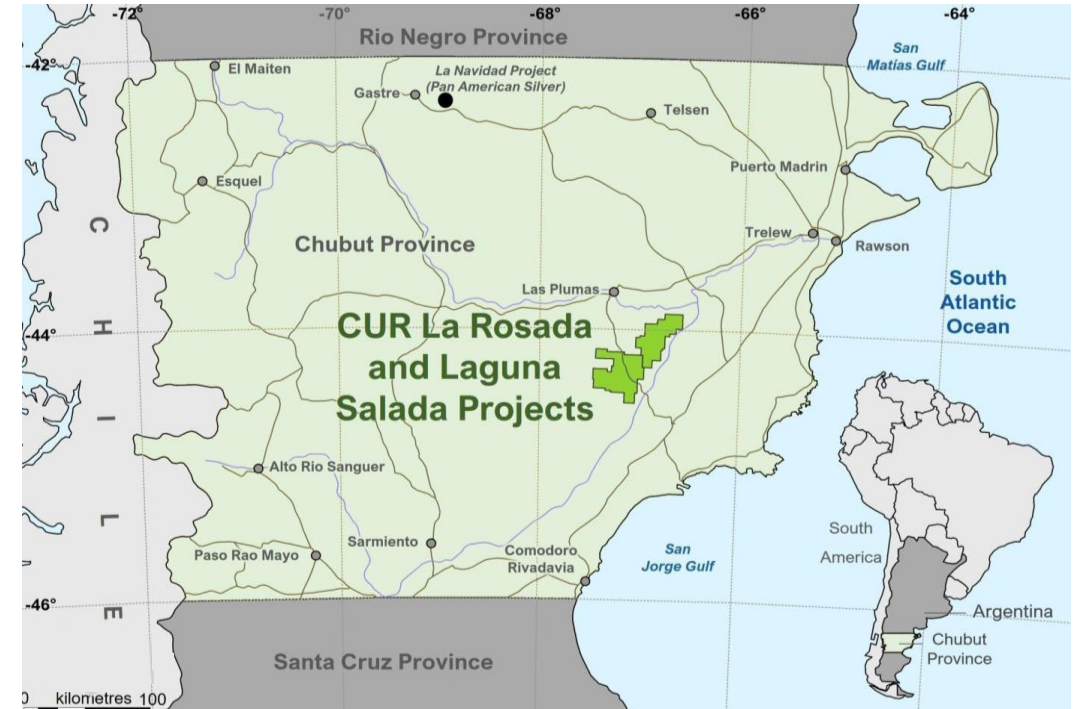 -72°
-70°
-68°
-66°
-64°
Rio Negro Province
San
Matías Gulf
-42°
El Maiten
La Navidad Project
(Pan American Silver)
Gastre
Telsen
Puerto Madrin
Esquel
C
Chubut Province
Trelew
Rawson
Las Plumas
South
Atlantic
Ocean
H
-44°
CUR La Rosada
and Laguna
Salada Projects
I
Alto Rio Sanguer
L
Sarmiento
Paso Rao Mayo
Comodoro
Rivadavia
San
Jorge Gulf
South
America
-46°
E
Argentina
Chubut
Province
Santa Cruz Province
0 kilometres 100